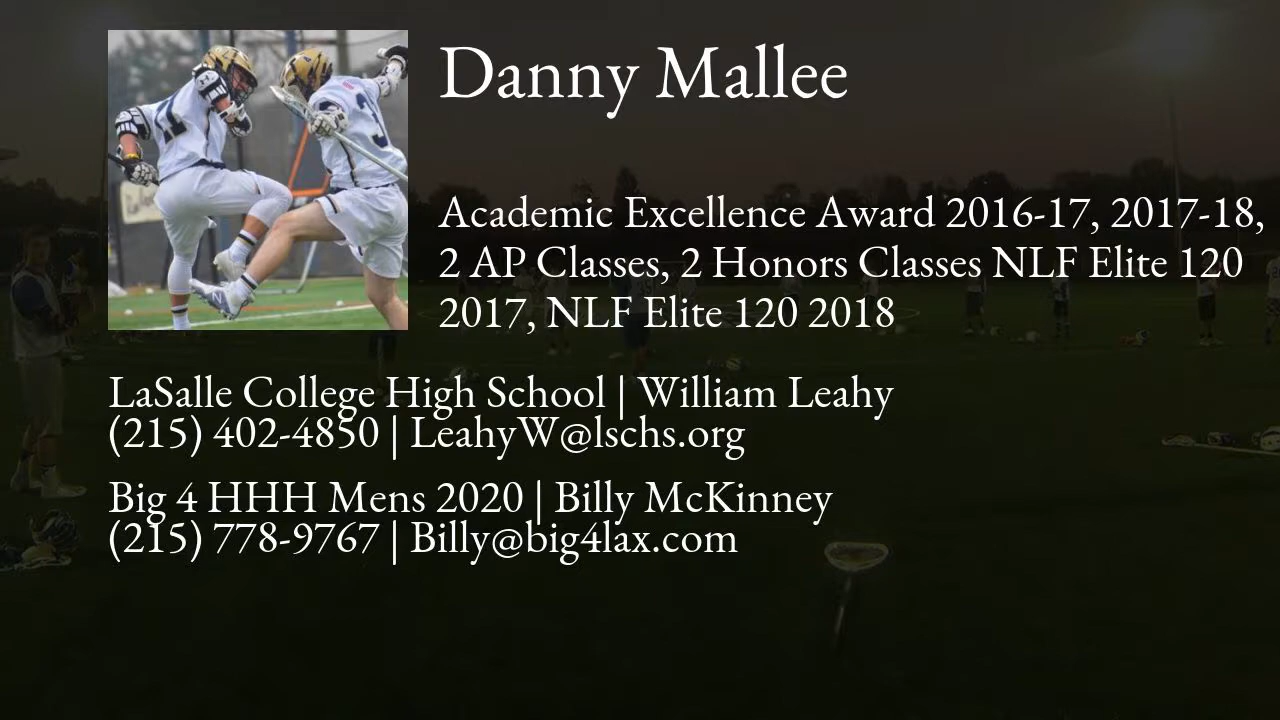 Danny Mallee
Academic Excellence Award 2016-17, 2017-18,
2 AP Classes, 2 Honors Classes NLF Elite 120
2017, NLF Elite 120 2018
LaSalle College High School | William Leahy
(215) 402-4850 | LeahyW@lschs.org
Big 4 HHH Mens 2020 | Billy McKinney
(215) 778-9767 | Billy@big4lax.com